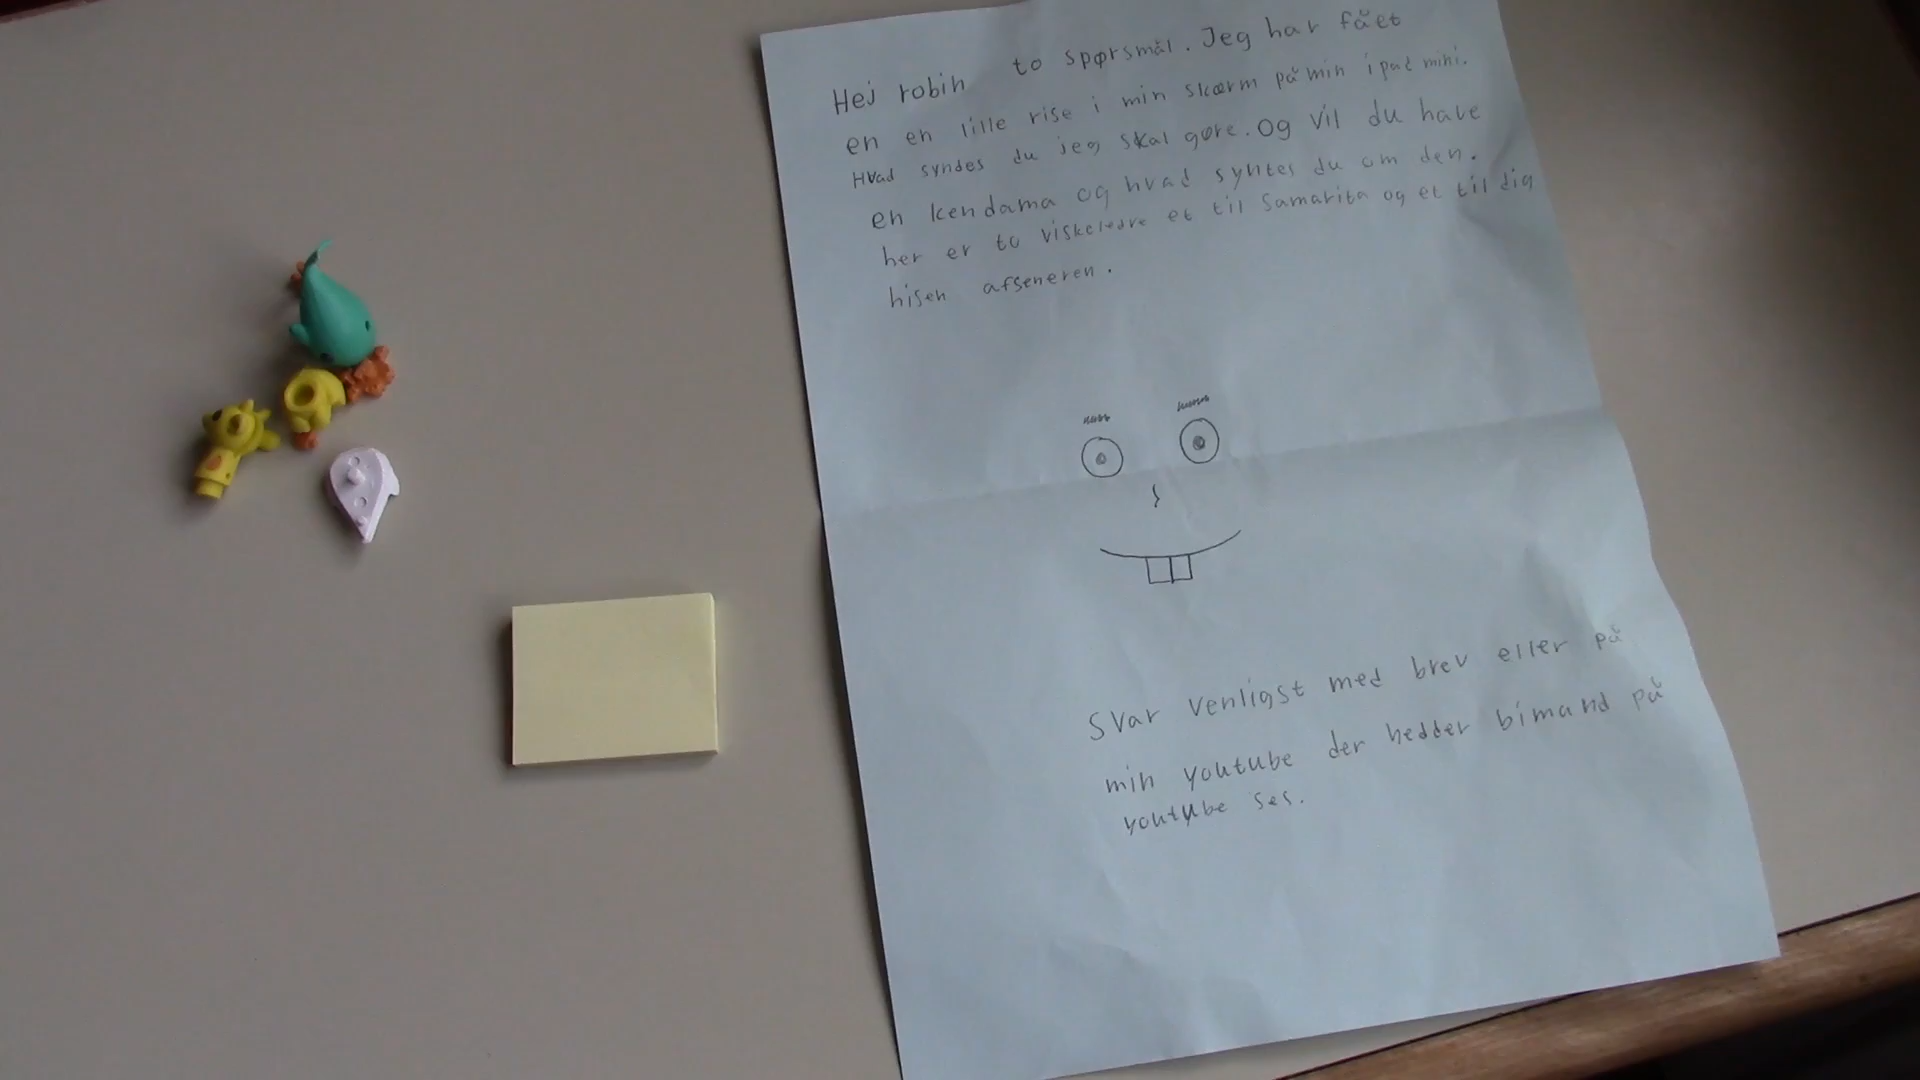 Hej robin to spørsmål. Jeg har fået
en en lille rise i min skærm på min ipad mini.
Hvad syndes du jeg skal gøre. Og vil du have
en kendama og hvad syntes du om den.
her er to viskeledre et til Samarita og et til dig
hisen afseneren.
Svar venligst med brev eller på
min youtube der hedder bimand på
youtube ses.